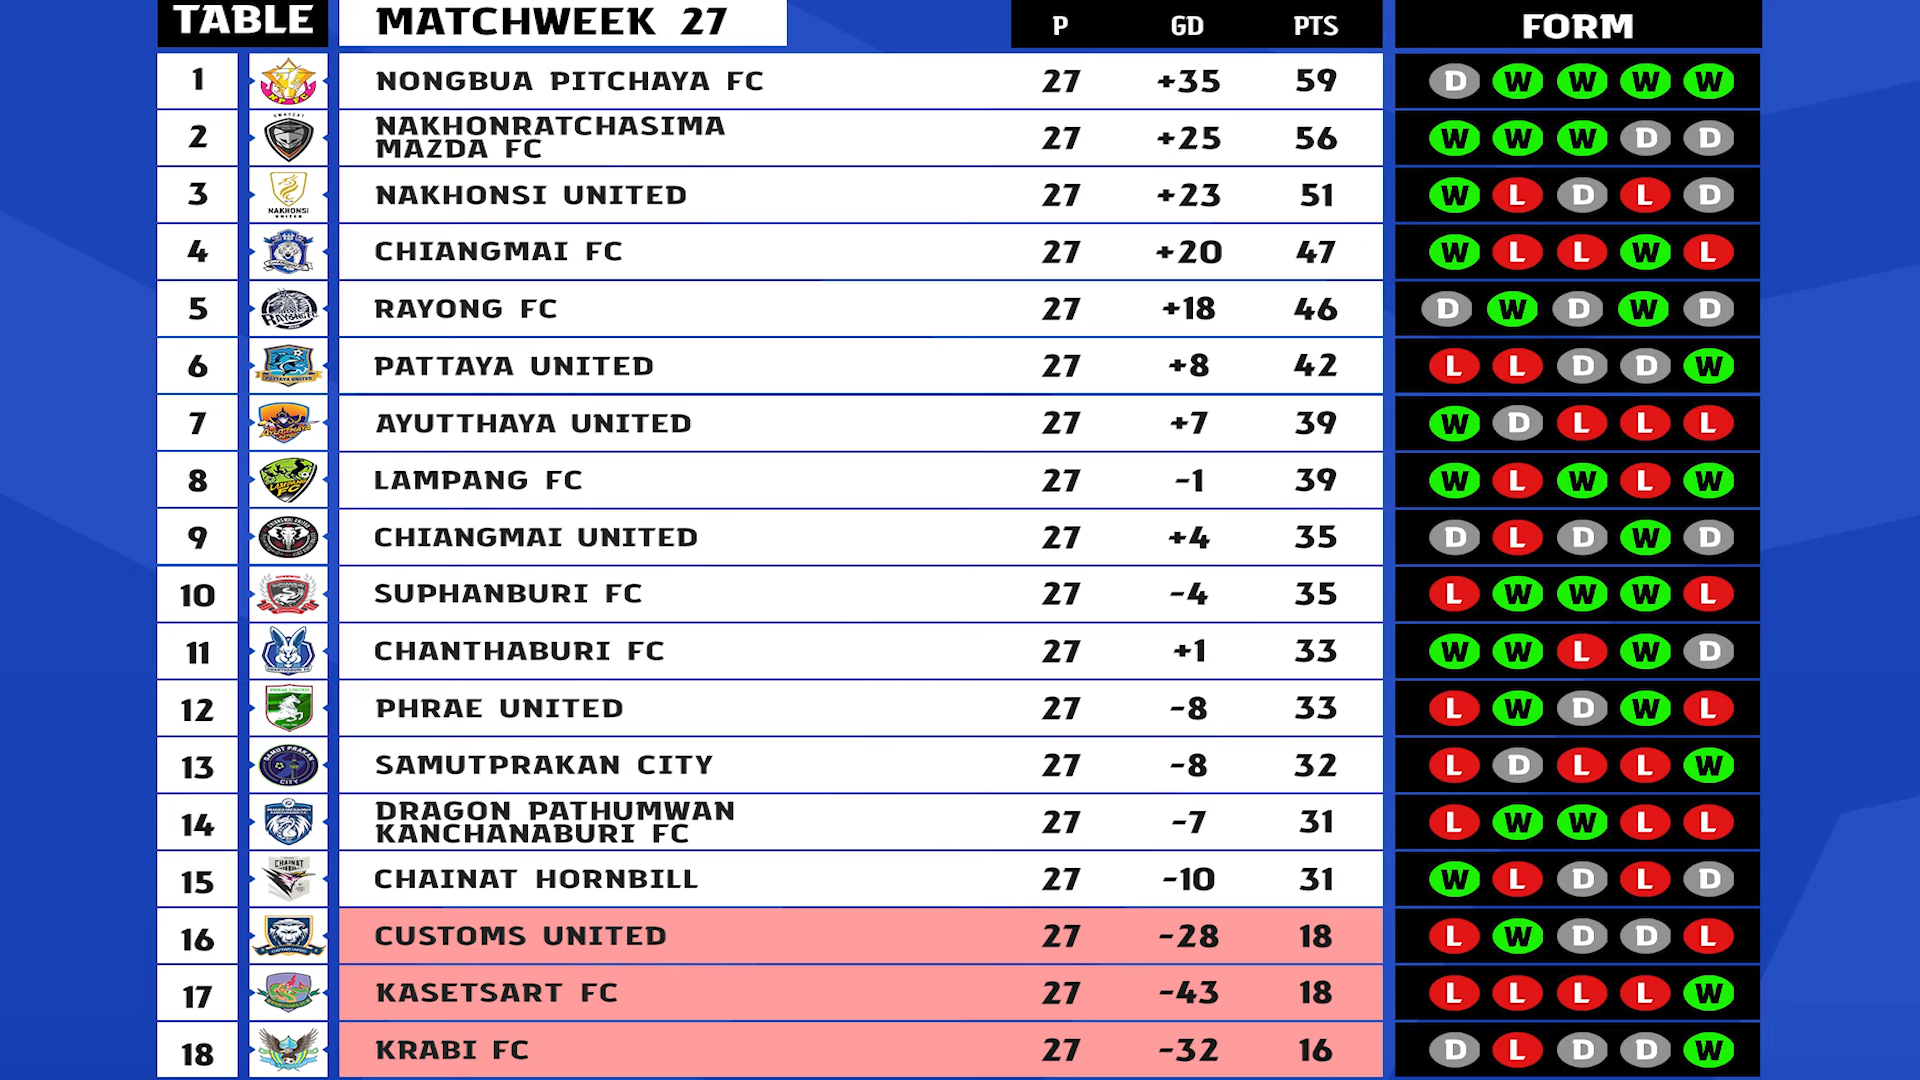 TABLE MATCHWEEK 27 P GD PTS FORM
1 NONGBUA PITCHAYA FC 27 +35 59 D W W W W
2 NAKHONRATCHASIMA
MAZDA FC 27 +25 56 W W W D D
3 NAKHONSI UNITED 27 +23 51 W L D L D
4 CHIANGMAI FC 27 +20 47 W L L W L
5 RAYONG FC 27 +18 46 D W D W D
6 PATTAYA UNITED 27 +8 42 L L D D W
7 AYUTTHAYA UNITED 27 +7 39 W D L L L
8 LAMPANG FC 27 -1 39 W L W L W
9 CHIANGMAI UNITED 27 +4 35 D L D W D
10 SUPHANBURI FC 27 -4 35 L W W W L
11 CHANTHABURI FC 27 +1 33 W W L W D
12 PHRAE UNITED 27 -8 33 L W D W L
13 SAMUTPRAKAN CITY 27 -8 32 L D L L W
14 DRAGON PATHUMWAN
KANCHANABURI FC 27 -7 31 L W W L L
15 CHAINAT HORNBILL 27 -10 31 W L D L D
16 CUSTOMS UNITED 27 -28 18 L W D D L
17 KASETSART FC 27 -43 18 L L L L W
18 KRABI FC 27 -32 16 D L D D W